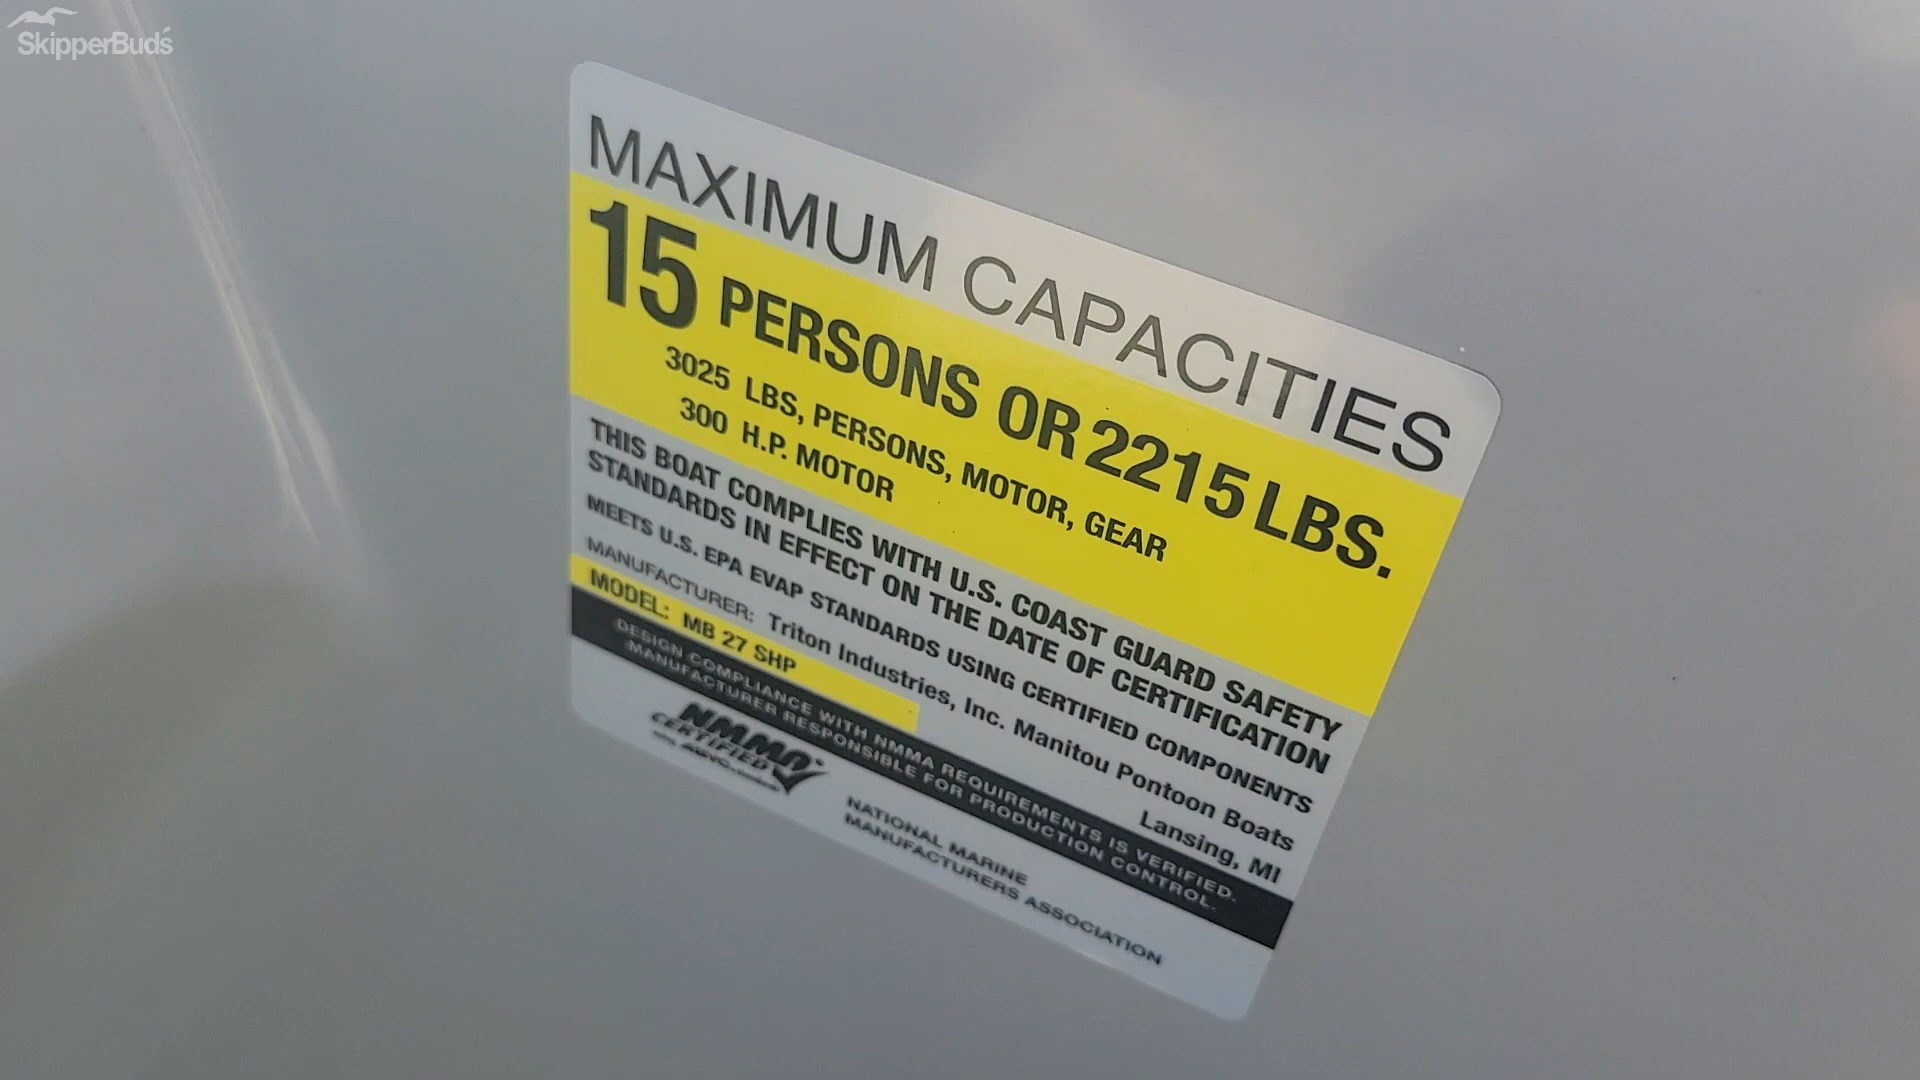 SkipperBud's
MAXIMUM CAPACITIES
15 PERSONS OR 2215 LBS.
3025 LBS, PERSONS, MOTOR, GEAR
300 H.P. MOTOR
THIS BOAT COMPLIES WITH U.S. COAST GUARD SAFETY
STANDARDS IN EFFECT ON THE DATE OF CERTIFICATION
MEETS U.S. EPA EVAP STANDARDS USING CERTIFIED COMPONENTS
MANUFACTURER: Triton Industries, Inc. Manitou Pontoon Boats
Lansing, MI
MODEL: MB 27 SHP
DESIGN COMPLIANCE WITH NMMA REQUIREMENTS IS VERIFIED.
MANUFACTURER RESPONSIBLE FOR PRODUCTION CONTROL.
NMMA
CERTIFIED
NATIONAL MARINE
MANUFACTURERS ASSOCIATION